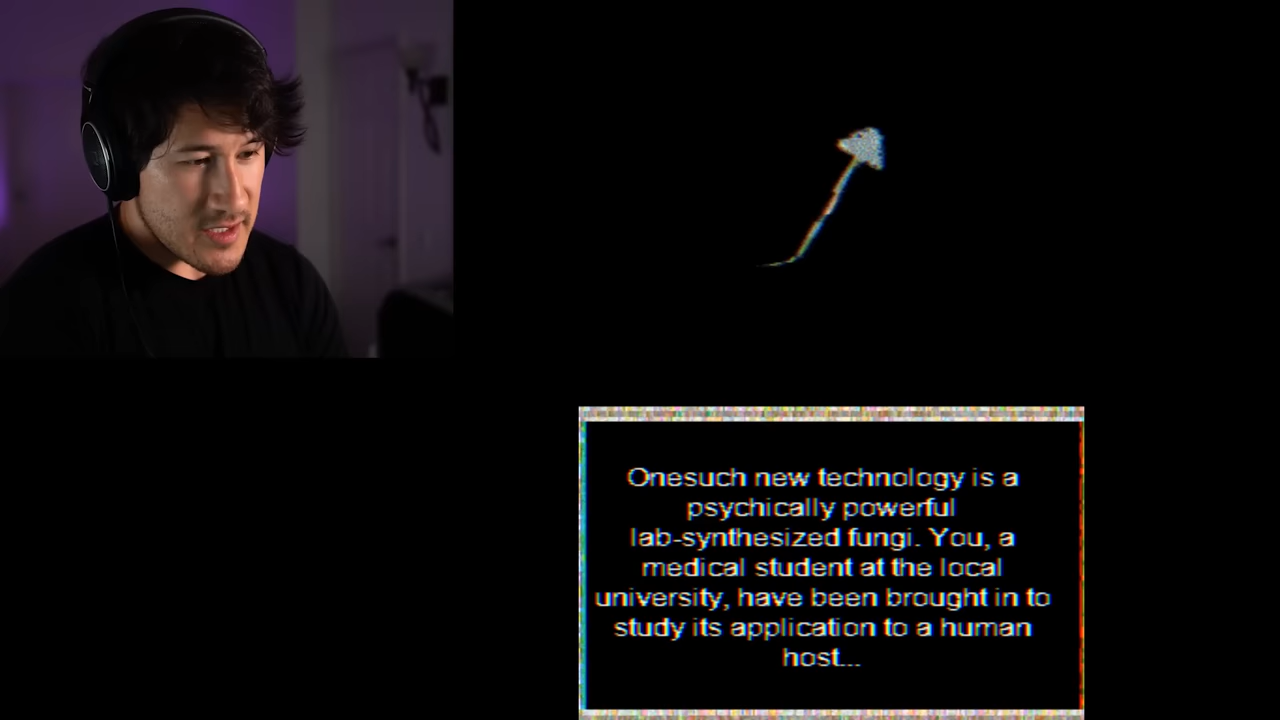 Onesuch new technology is a
psychically powerful
lab-synthesized fungi. You, a
medical student at the local
university, have been brought in to
study its application to a human
host...